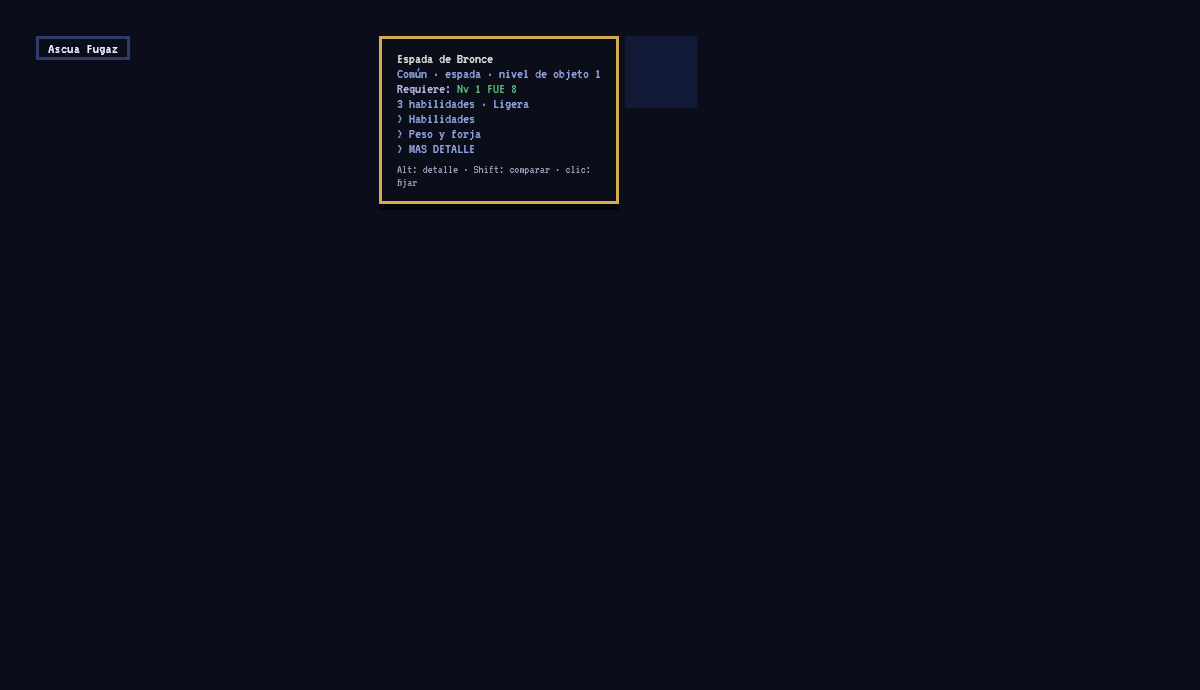 Ascua Fugaz
Espada de Bronce
Común · espada · nivel de objeto 1
Requiere: Nv 1 FUE 8
3 habilidades · Ligera
> Habilidades
> Peso y forja
> MAS DETALLE
Alt: detalle · Shift: comparar · clic:
fijar